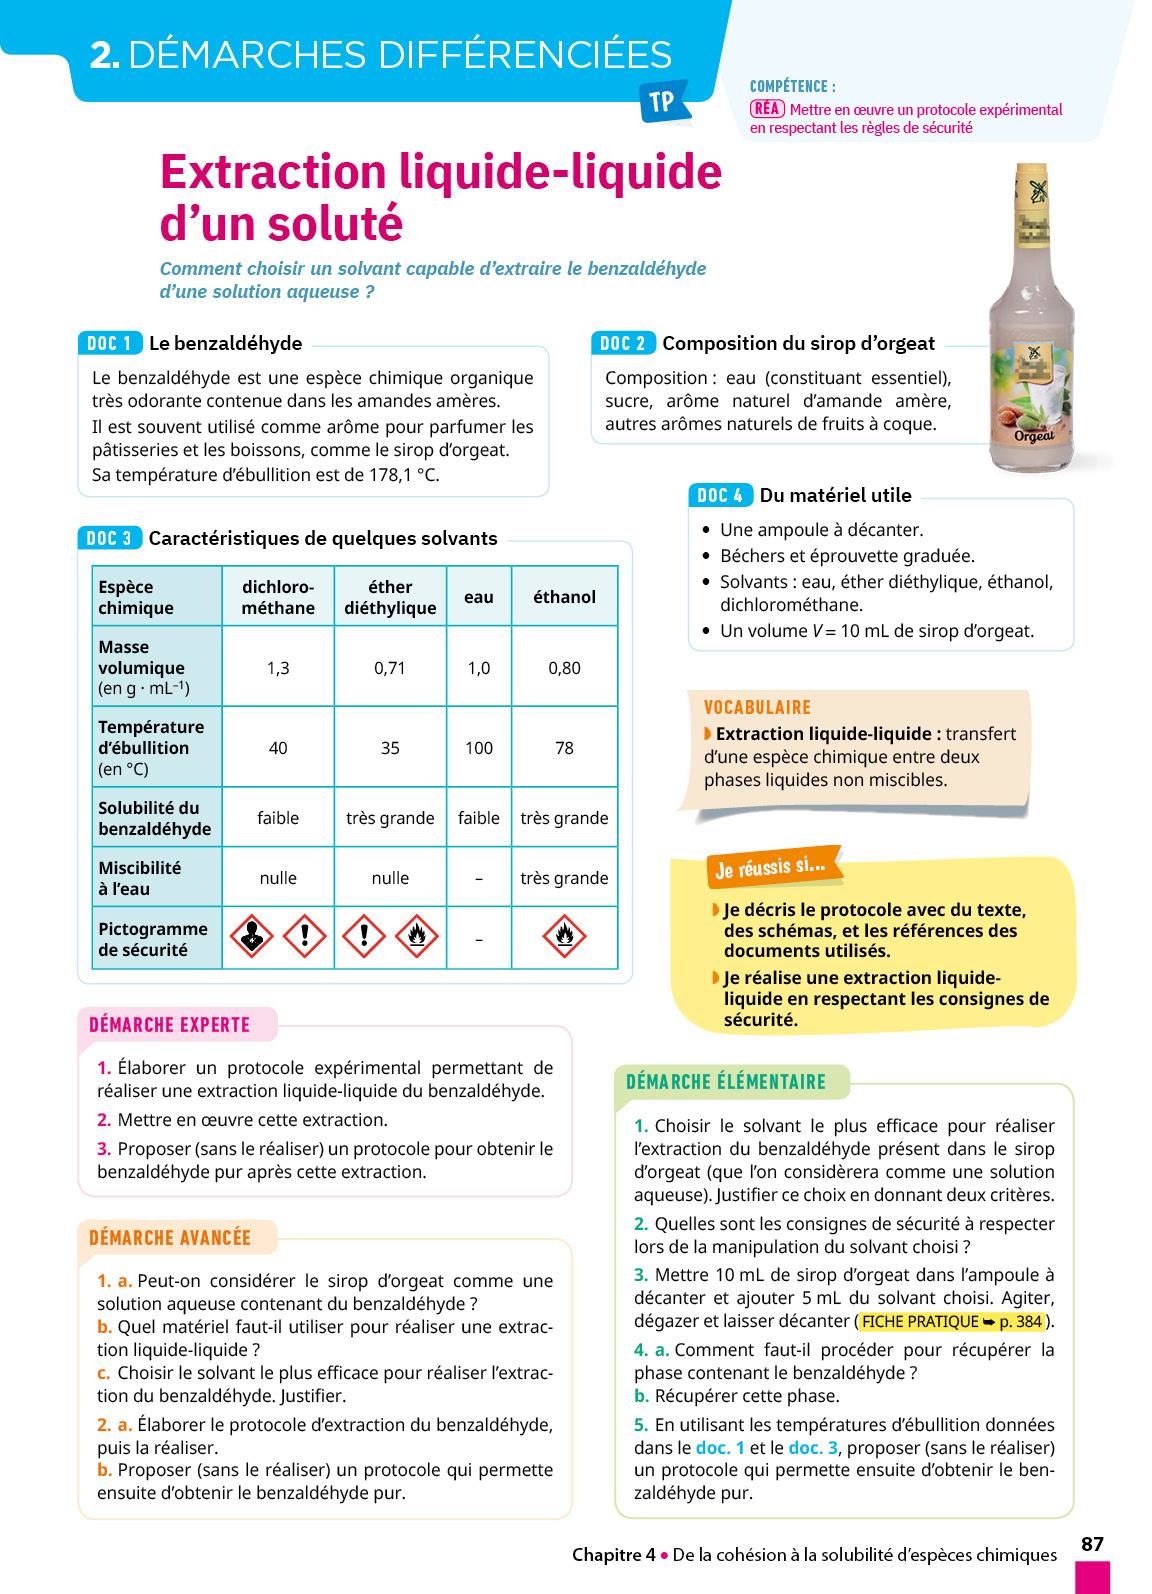 2. DÉMARCHES DIFFÉRENCIÉES
TP
COMPÉTENCE :
RÉA Mettre en œuvre un protocole expérimental
en respectant les règles de sécurité
Extraction liquide-liquide
d’un soluté
Comment choisir un solvant capable d’extraire le benzaldéhyde
d’une solution aqueuse ?
DOC 1 Le benzaldéhyde
Le benzaldéhyde est une espèce chimique organique
très odorante contenue dans les amandes amères.
Il est souvent utilisé comme arôme pour parfumer les
pâtisseries et les boissons, comme le sirop d’orgeat.
Sa température d’ébullition est de 178,1 °C.
DOC 2 Composition du sirop d’orgeat
Composition : eau (constituant essentiel),
sucre, arôme naturel d’amande amère,
autres arômes naturels de fruits à coque.
Orgeat
DOC 3 Caractéristiques de quelques solvants
Espèce
chimique
dichloro-
méthane
éther
diéthylique
eau
éthanol
Masse
volumique
(en g · mL⁻¹)
1,3
0,71
1,0
0,80
Température
d’ébullition
(en °C)
40
35
100
78
Solubilité du
benzaldéhyde
faible
très grande
faible
très grande
Miscibilité
à l’eau
nulle
nulle
–
très grande
Pictogramme
de sécurité
–
DOC 4 Du matériel utile
• Une ampoule à décanter.
• Béchers et éprouvette graduée.
• Solvants : eau, éther diéthylique, éthanol,
dichlorométhane.
• Un volume V = 10 mL de sirop d’orgeat.
VOCABULAIRE
Extraction liquide-liquide : transfert
d’une espèce chimique entre deux
phases liquides non miscibles.
Je réussis si...
Je décris le protocole avec du texte,
des schémas, et les références des
documents utilisés.
Je réalise une extraction liquide-
liquide en respectant les consignes de
sécurité.
DÉMARCHE EXPERTE
1. Élaborer un protocole expérimental permettant de
réaliser une extraction liquide-liquide du benzaldéhyde.
2. Mettre en œuvre cette extraction.
3. Proposer (sans le réaliser) un protocole pour obtenir le
benzaldéhyde pur après cette extraction.
DÉMARCHE AVANCÉE
1. a. Peut-on considérer le sirop d’orgeat comme une
solution aqueuse contenant du benzaldéhyde ?
b. Quel matériel faut-il utiliser pour réaliser une extrac-
tion liquide-liquide ?
c. Choisir le solvant le plus efficace pour réaliser l’extrac-
tion du benzaldéhyde. Justifier.
2. a. Élaborer le protocole d’extraction du benzaldéhyde,
puis la réaliser.
b. Proposer (sans le réaliser) un protocole qui permette
ensuite d’obtenir le benzaldéhyde pur.
DÉMARCHE ÉLÉMENTAIRE
1. Choisir le solvant le plus efficace pour réaliser
l’extraction du benzaldéhyde présent dans le sirop
d’orgeat (que l’on considèrera comme une solution
aqueuse). Justifier ce choix en donnant deux critères.
2. Quelles sont les consignes de sécurité à respecter
lors de la manipulation du solvant choisi ?
3. Mettre 10 mL de sirop d’orgeat dans l’ampoule à
décanter et ajouter 5 mL du solvant choisi. Agiter,
dégazer et laisser décanter ( FICHE PRATIQUE ➥ p. 384 ).
4. a. Comment faut-il procéder pour récupérer la
phase contenant le benzaldéhyde ?
b. Récupérer cette phase.
5. En utilisant les températures d’ébullition données
dans le doc. 1 et le doc. 3, proposer (sans le réaliser)
un protocole qui permette ensuite d’obtenir le ben-
zaldéhyde pur.
Chapitre 4 • De la cohésion à la solubilité d’espèces chimiques
87